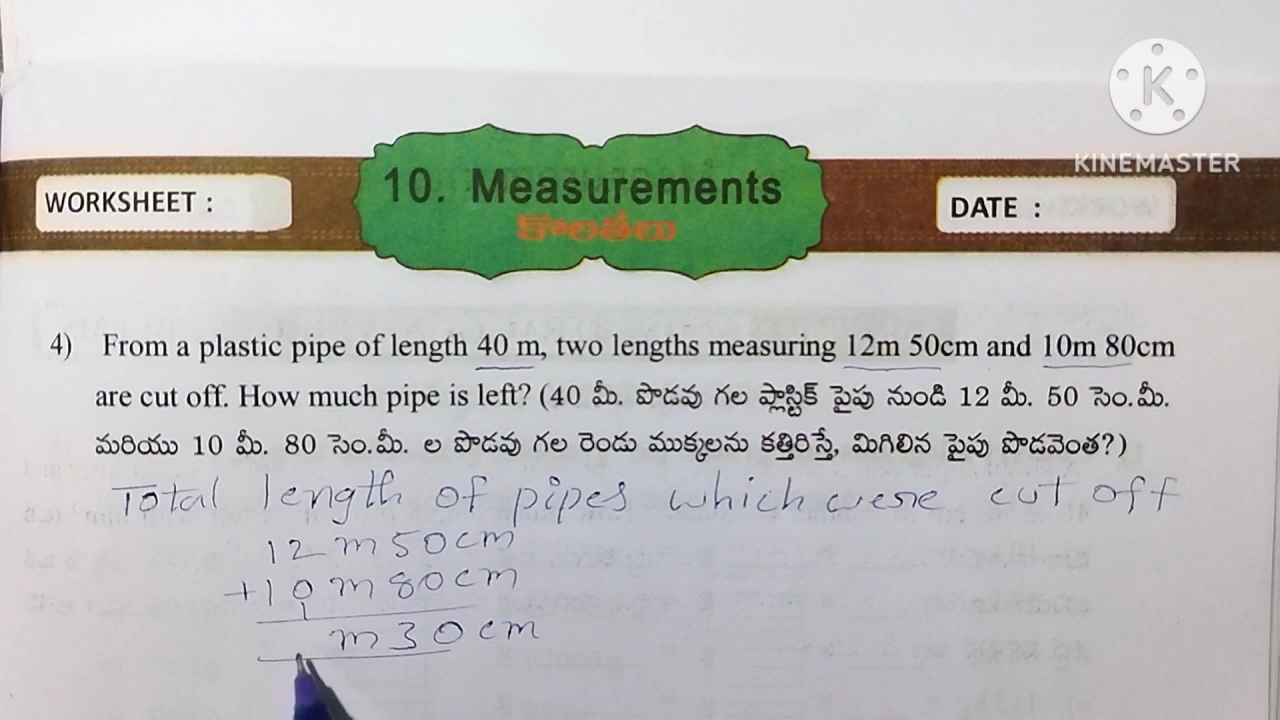 KINEMASTER
WORKSHEET :
10. Measurements
కొలతలు
DATE :
4) From a plastic pipe of length 40 m, two lengths measuring 12m 50cm and 10m 80cm
are cut off. How much pipe is left? (40 మీ. పొడవు గల ప్లాస్టిక్ పైపు నుండి 12 మీ. 50 సెం.మీ.
మరియు 10 మీ. 80 సెం.మీ. ల పొడవు గల రెండు ముక్కలను కత్తిరిస్తే, మిగిలిన పైపు పొడవెంత?)
Total length of pipes which were cut off
12 m 50 cm
+10 m 80 cm
1
m 30 cm